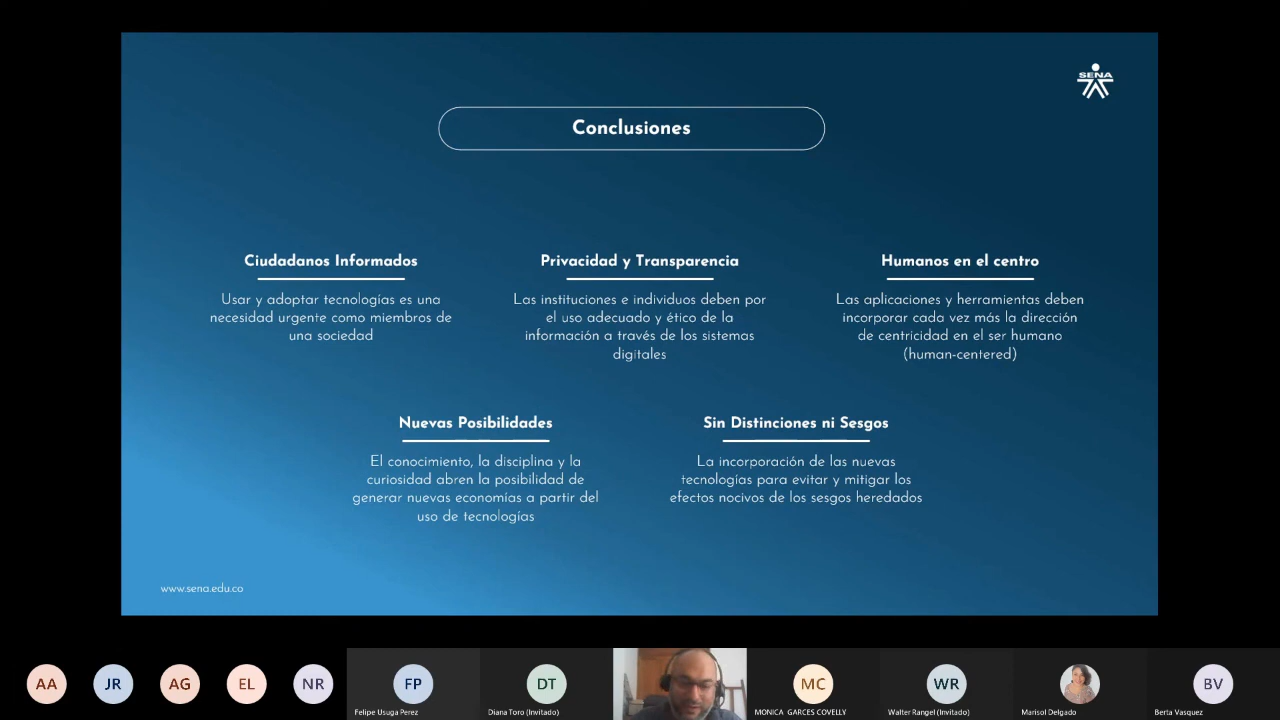 SENA
Conclusiones
Ciudadanos Informados
Usar y adoptar tecnologías es una
necesidad urgente como miembros de
una sociedad
Privacidad y Transparencia
Las instituciones e individuos deben por
el uso adecuado y ético de la
información a través de los sistemas
digitales
Humanos en el centro
Las aplicaciones y herramientas deben
incorporar cada vez más la dirección
de centricidad en el ser humano
(human-centered)
Nuevas Posibilidades
El conocimiento, la disciplina y la
curiosidad abren la posibilidad de
generar nuevas economías a partir del
uso de tecnologías
Sin Distinciones ni Sesgos
La incorporación de las nuevas
tecnologías para evitar y mitigar los
efectos nocivos de los sesgos heredados
www.sena.edu.co
AA
JR
AG
EL
NR
FP
Felipe Usuga Perez
DT
Diana Toro (Invitado)
MC
MONICA GARCES COVELLY
WR
Walter Rangel (Invitado)
Marisol Delgado
BV
Berta Vasquez